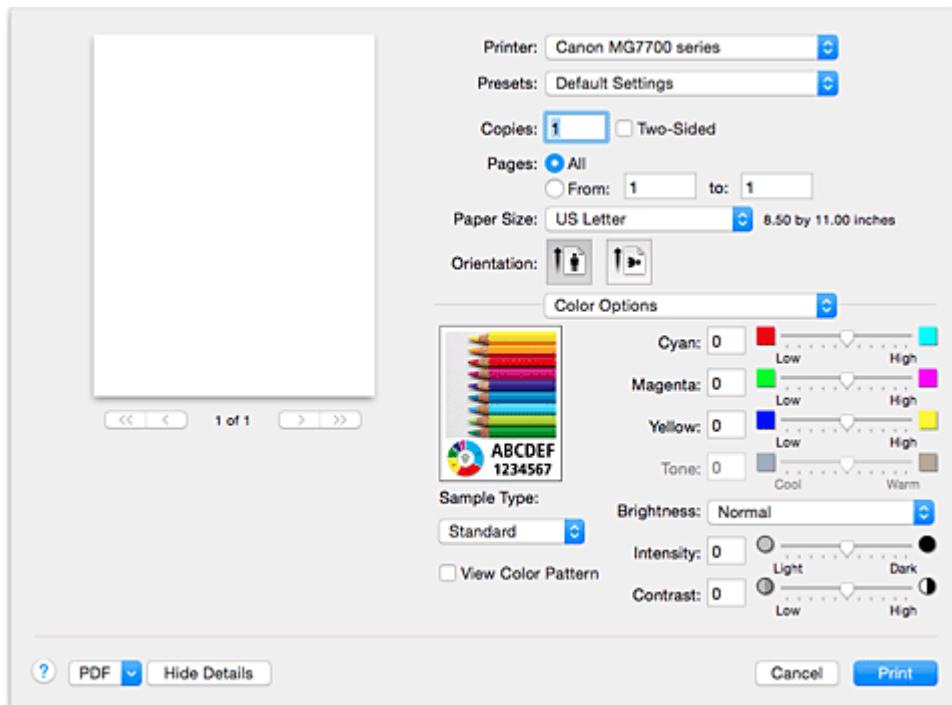 Printer: Canon MG7700 series
Presets: Default Settings
Copies: 1 Two-Sided
Pages: All
From: 1 to: 1
Paper Size: US Letter 8.50 by 11.00 inches
Orientation:
Color Options
Cyan: 0
Low High
Magenta: 0
Low High
Yellow: 0
Low High
Tone: 0
Cool Warm
ABCDEF
1234567
Sample Type:
Standard
View Color Pattern
Brightness: Normal
Intensity: 0
Light Dark
Contrast: 0
Low High
<< < 1 of 1 > >>
? PDF Hide Details Cancel Print